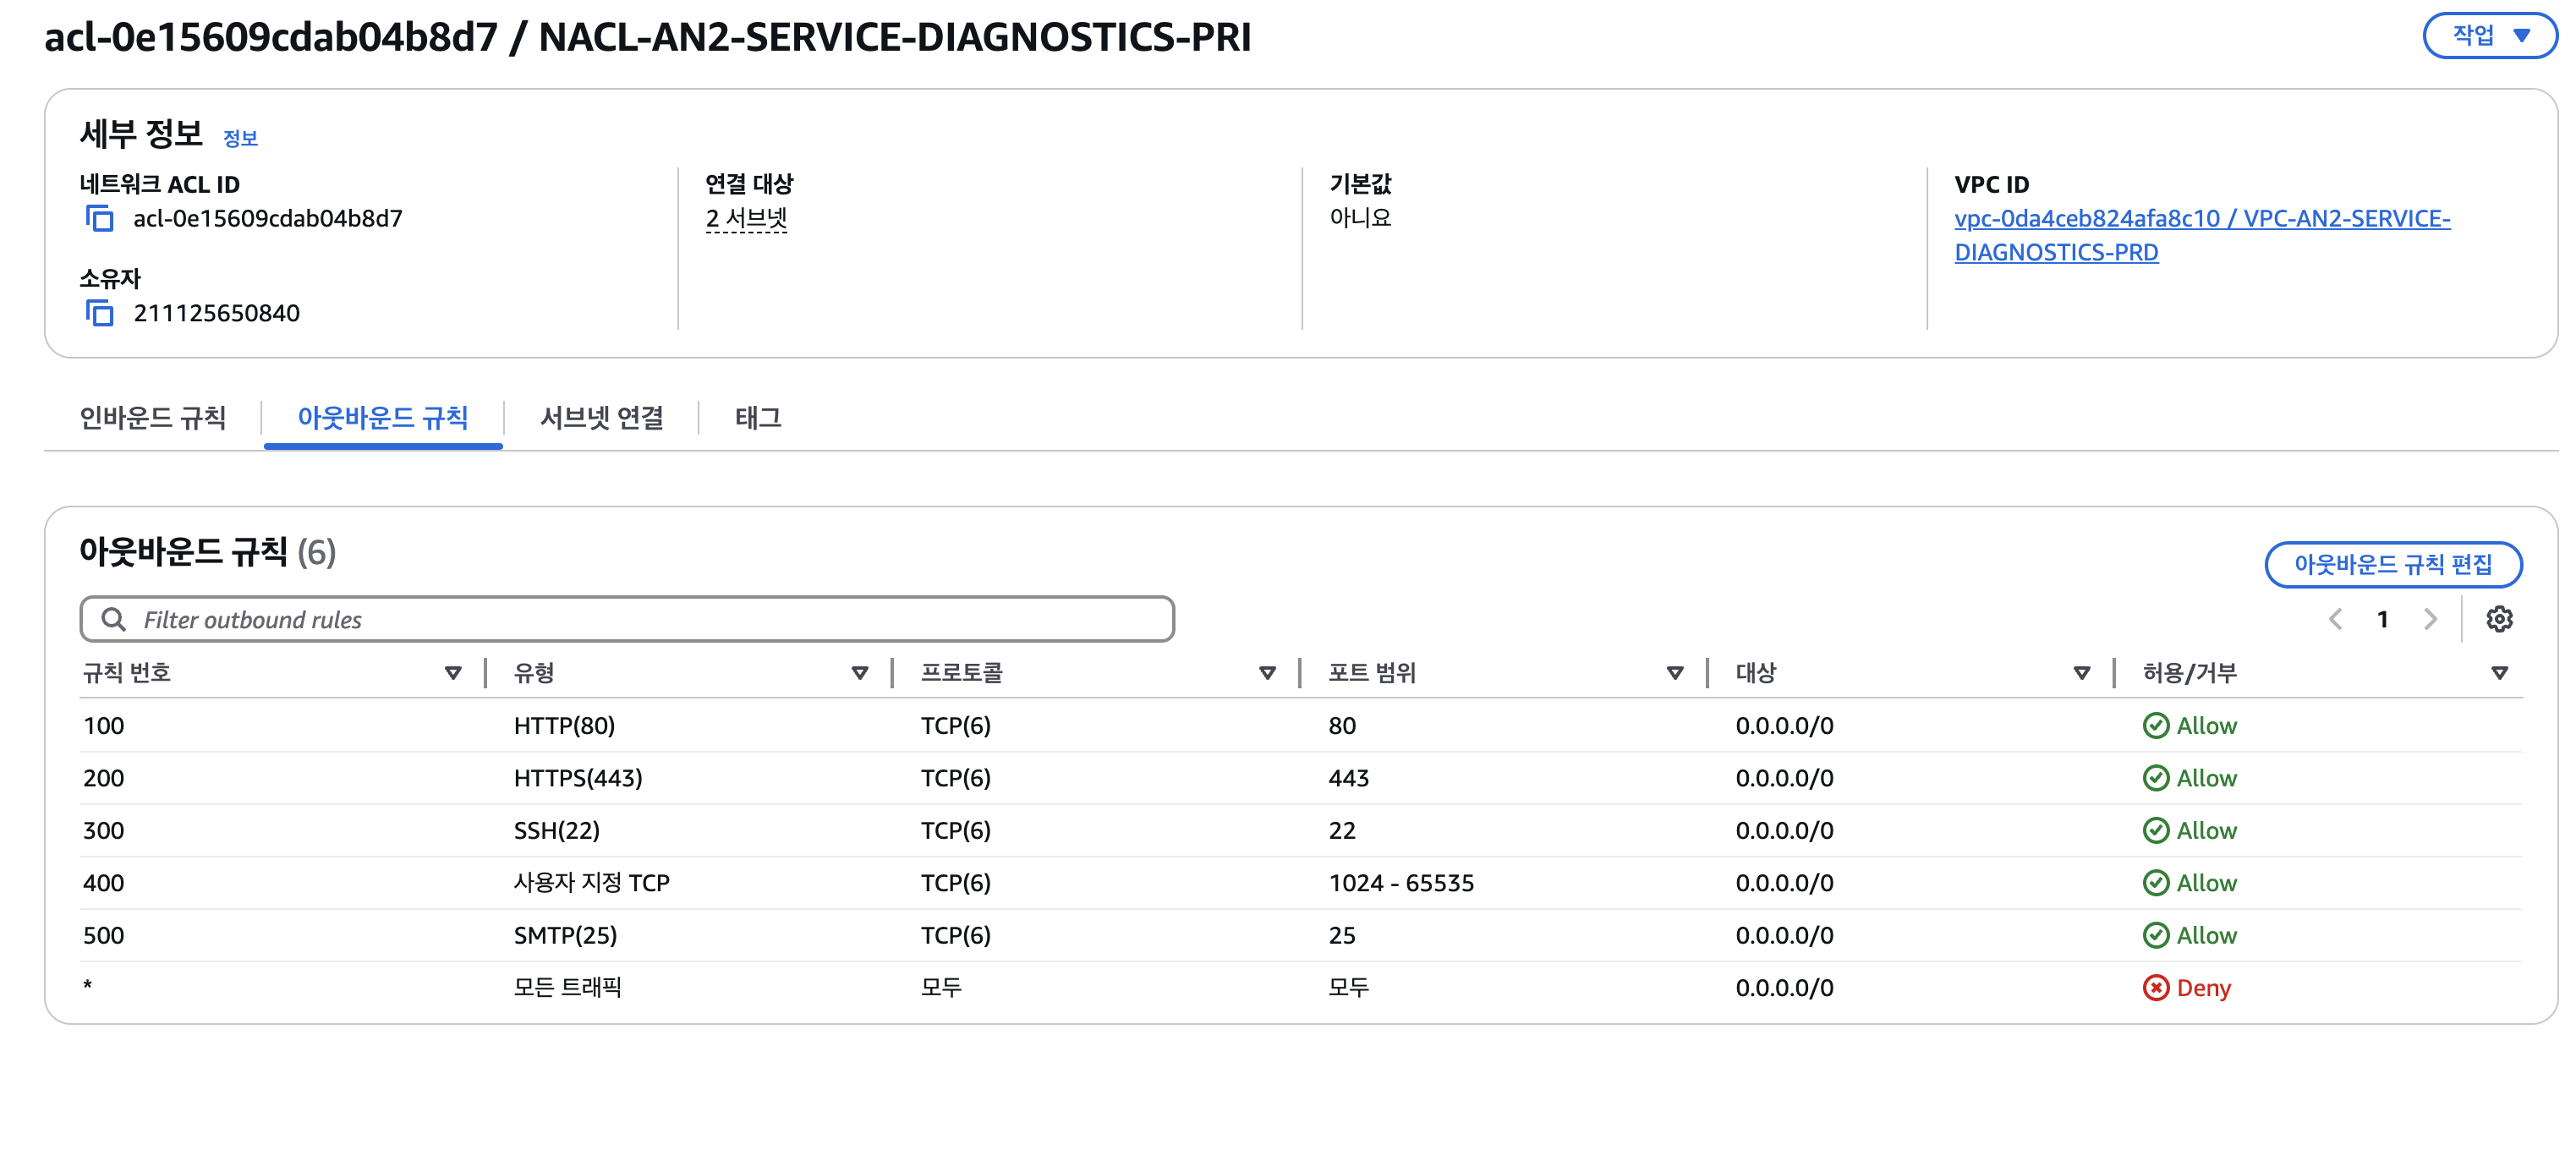 acl-0e15609cdab04b8d7 / NACL-AN2-SERVICE-DIAGNOSTICS-PRI
작업
세부 정보 정보
네트워크 ACL ID
acl-0e15609cdab04b8d7
소유자
211125650840
연결 대상
2 서브넷
기본값
아니요
VPC ID
vpc-0da4ceb824afa8c10 / VPC-AN2-SERVICE-
DIAGNOSTICS-PRD
인바운드 규칙 아웃바운드 규칙 서브넷 연결 태그
아웃바운드 규칙 (6)
아웃바운드 규칙 편집
Filter outbound rules
1
규칙 번호 유형 프로토콜 포트 범위 대상 허용/거부
100 HTTP(80) TCP(6) 80 0.0.0.0/0 Allow
200 HTTPS(443) TCP(6) 443 0.0.0.0/0 Allow
300 SSH(22) TCP(6) 22 0.0.0.0/0 Allow
400 사용자 지정 TCP TCP(6) 1024 - 65535 0.0.0.0/0 Allow
500 SMTP(25) TCP(6) 25 0.0.0.0/0 Allow
* 모든 트래픽 모두 모두 0.0.0.0/0 Deny